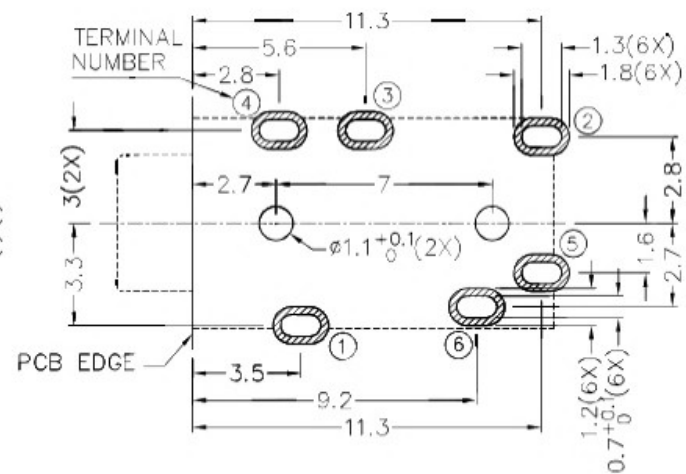 11.3
TERMINAL
NUMBER
5.6
1.3(6X)
2.8
1.8(6X)
4
3
2
3(2X)
2.7
7
2.8
3.3
ø1.1+0.1 0(2X)
5
1.6
2.7
PCB EDGE
1
6
3.5
9.2
11.3
1.2(6X)
0.7+0.1 0(6X)